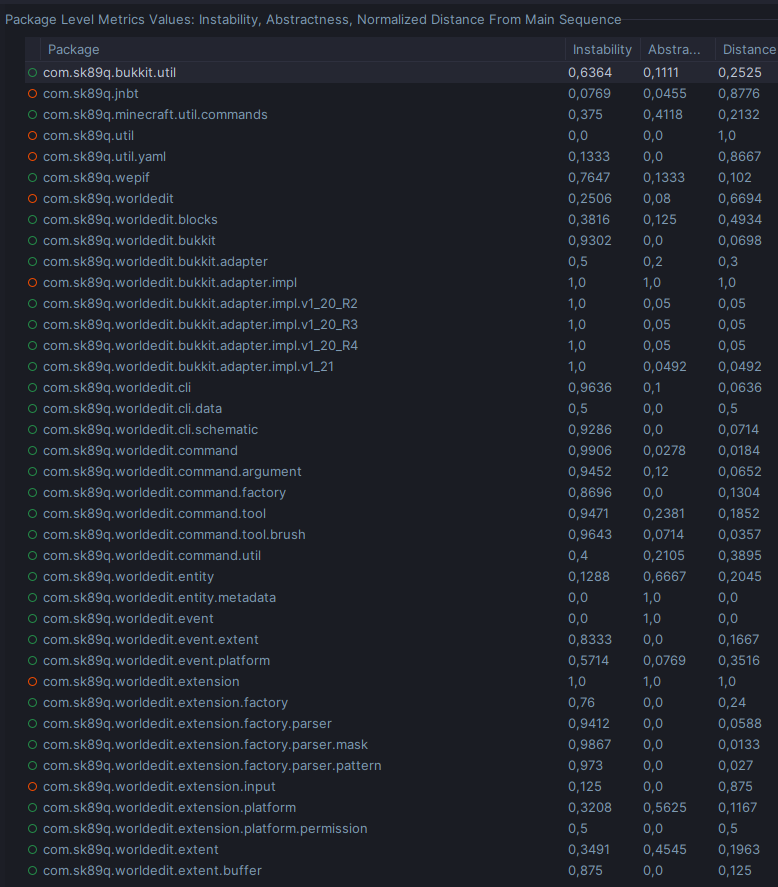 Package Level Metrics Values: Instability, Abstractness, Normalized Distance From Main Sequence
Package Instability Abstra... Distance
com.sk89q.bukkit.util 0,6364 0,1111 0,2525
com.sk89q.jnbt 0,0769 0,0455 0,8776
com.sk89q.minecraft.util.commands 0,375 0,4118 0,2132
com.sk89q.util 0,0 0,0 1,0
com.sk89q.util.yaml 0,1333 0,0 0,8667
com.sk89q.wepif 0,7647 0,1333 0,102
com.sk89q.worldedit 0,2506 0,08 0,6694
com.sk89q.worldedit.blocks 0,3816 0,125 0,4934
com.sk89q.worldedit.bukkit 0,9302 0,0 0,0698
com.sk89q.worldedit.bukkit.adapter 0,5 0,2 0,3
com.sk89q.worldedit.bukkit.adapter.impl 1,0 1,0 1,0
com.sk89q.worldedit.bukkit.adapter.impl.v1_20_R2 1,0 0,05 0,05
com.sk89q.worldedit.bukkit.adapter.impl.v1_20_R3 1,0 0,05 0,05
com.sk89q.worldedit.bukkit.adapter.impl.v1_20_R4 1,0 0,05 0,05
com.sk89q.worldedit.bukkit.adapter.impl.v1_21 1,0 0,0492 0,0492
com.sk89q.worldedit.cli 0,9636 0,1 0,0636
com.sk89q.worldedit.cli.data 0,5 0,0 0,5
com.sk89q.worldedit.cli.schematic 0,9286 0,0 0,0714
com.sk89q.worldedit.command 0,9906 0,0278 0,0184
com.sk89q.worldedit.command.argument 0,9452 0,12 0,0652
com.sk89q.worldedit.command.factory 0,8696 0,0 0,1304
com.sk89q.worldedit.command.tool 0,9471 0,2381 0,1852
com.sk89q.worldedit.command.tool.brush 0,9643 0,0714 0,0357
com.sk89q.worldedit.command.util 0,4 0,2105 0,3895
com.sk89q.worldedit.entity 0,1288 0,6667 0,2045
com.sk89q.worldedit.entity.metadata 0,0 1,0 0,0
com.sk89q.worldedit.event 0,0 1,0 0,0
com.sk89q.worldedit.event.extent 0,8333 0,0 0,1667
com.sk89q.worldedit.event.platform 0,5714 0,0769 0,3516
com.sk89q.worldedit.extension 1,0 1,0 1,0
com.sk89q.worldedit.extension.factory 0,76 0,0 0,24
com.sk89q.worldedit.extension.factory.parser 0,9412 0,0 0,0588
com.sk89q.worldedit.extension.factory.parser.mask 0,9867 0,0 0,0133
com.sk89q.worldedit.extension.factory.parser.pattern 0,973 0,0 0,027
com.sk89q.worldedit.extension.input 0,125 0,0 0,875
com.sk89q.worldedit.extension.platform 0,3208 0,5625 0,1167
com.sk89q.worldedit.extension.platform.permission 0,5 0,0 0,5
com.sk89q.worldedit.extent 0,3491 0,4545 0,1963
com.sk89q.worldedit.extent.buffer 0,875 0,0 0,125